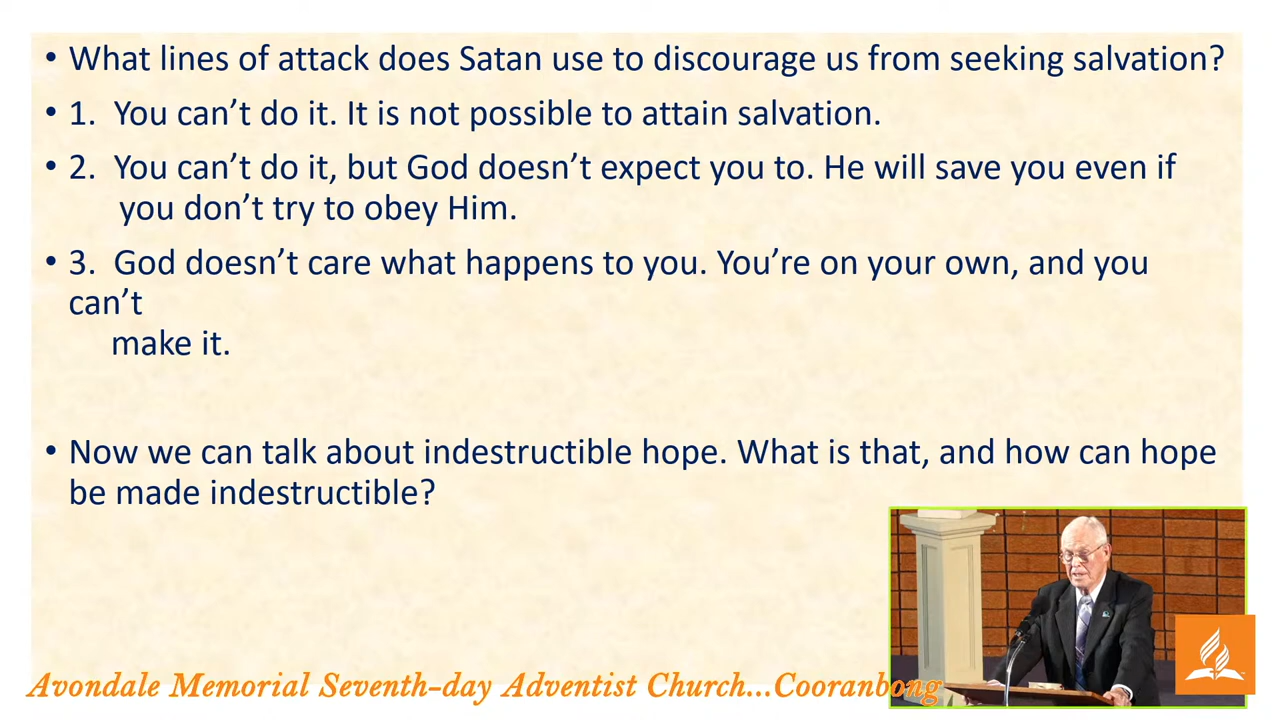 • What lines of attack does Satan use to discourage us from seeking salvation?
• 1.  You can’t do it. It is not possible to attain salvation.
• 2.  You can’t do it, but God doesn’t expect you to. He will save you even if
you don’t try to obey Him.
• 3.  God doesn’t care what happens to you. You’re on your own, and you
can’t
make it.
• Now we can talk about indestructible hope. What is that, and how can hope
be made indestructible?
Avondale Memorial Seventh-day Adventist Church...Cooranbong